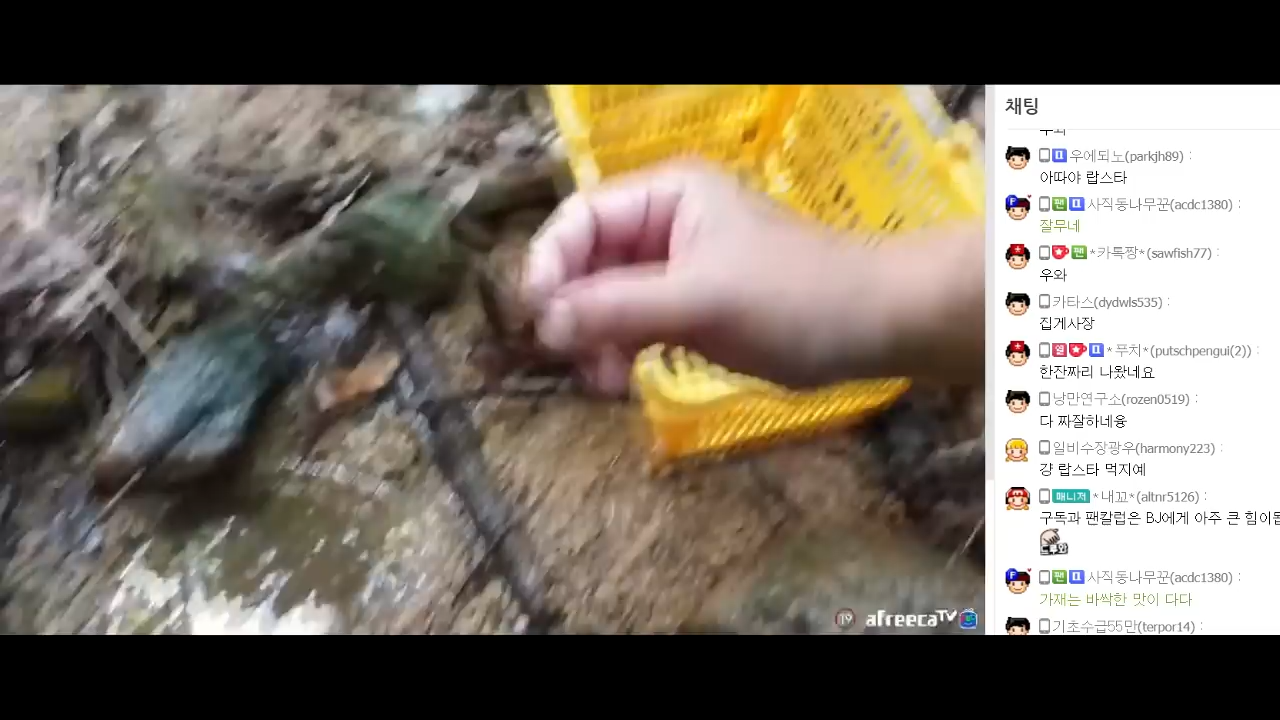 채팅
우에되노(parkjh89) :
아따야 랍스타
팬 사직동나무꾼(acdc1380) :
잘무네
팬 *카톡짱*(sawfish77) :
우와
카타스(dydwls535) :
집게사장
열 *푸치*(putschpengui(2)) :
한잔짜리 나왔네요
낭만연구소(rozen0519) :
다 짜잘하네용
일비수장광우(harmony223) :
걍 랍스타 먹지예
매니저 *내꼬*(altnr5126) :
구독과 팬칼럽은 BJ에게 아주 큰 힘이
팬 사직동나무꾼(acdc1380) :
가재는 바싹한 맛이 다다
기초수급55만(terpor14) :
19 afreecaTV